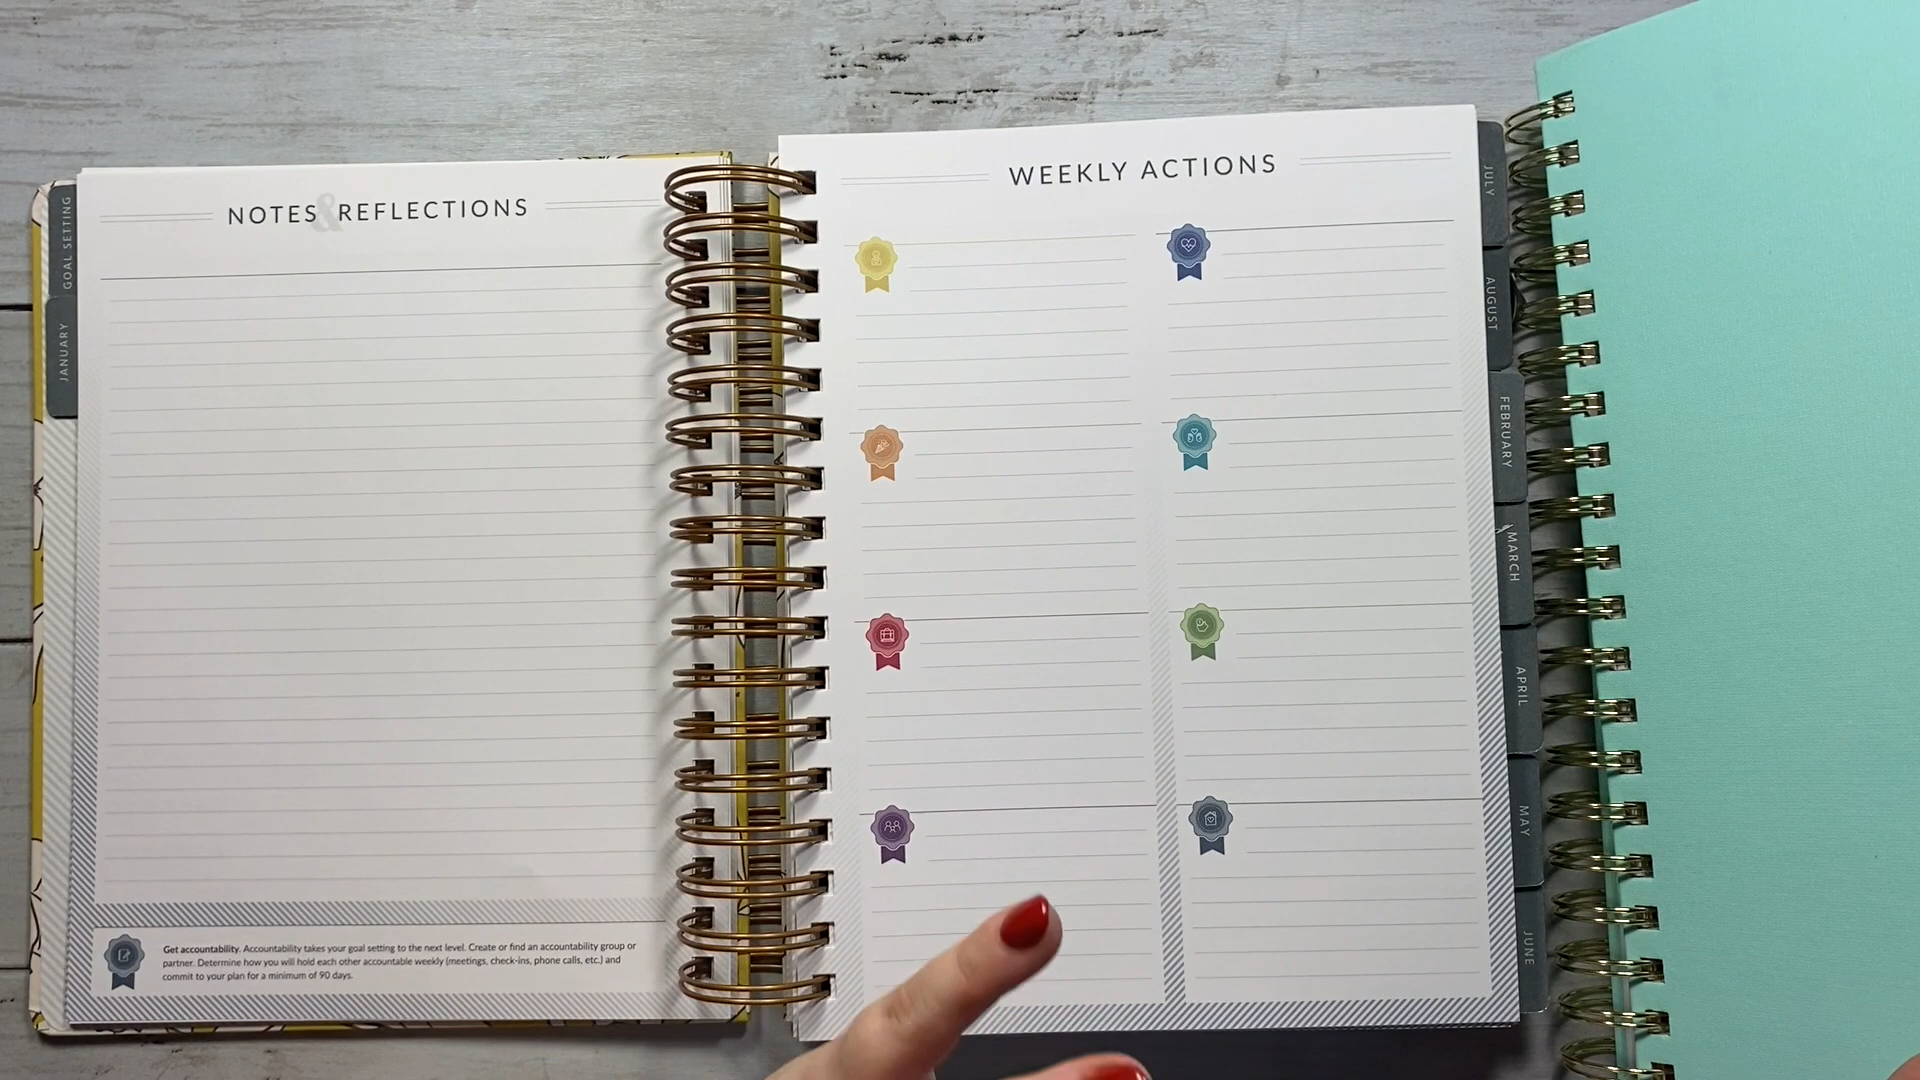 GOAL SETTING
JANUARY
NOTES & REFLECTIONS
Get accountability. Accountability takes your goal setting to the next level. Create or find an accountability group or
partner. Determine how you will hold each other accountable weekly (meetings, check-ins, phone calls, etc.) and
commit to your plan for a minimum of 90 days.
WEEKLY ACTIONS
JULY
AUGUST
FEBRUARY
MARCH
APRIL
MAY
JUNE